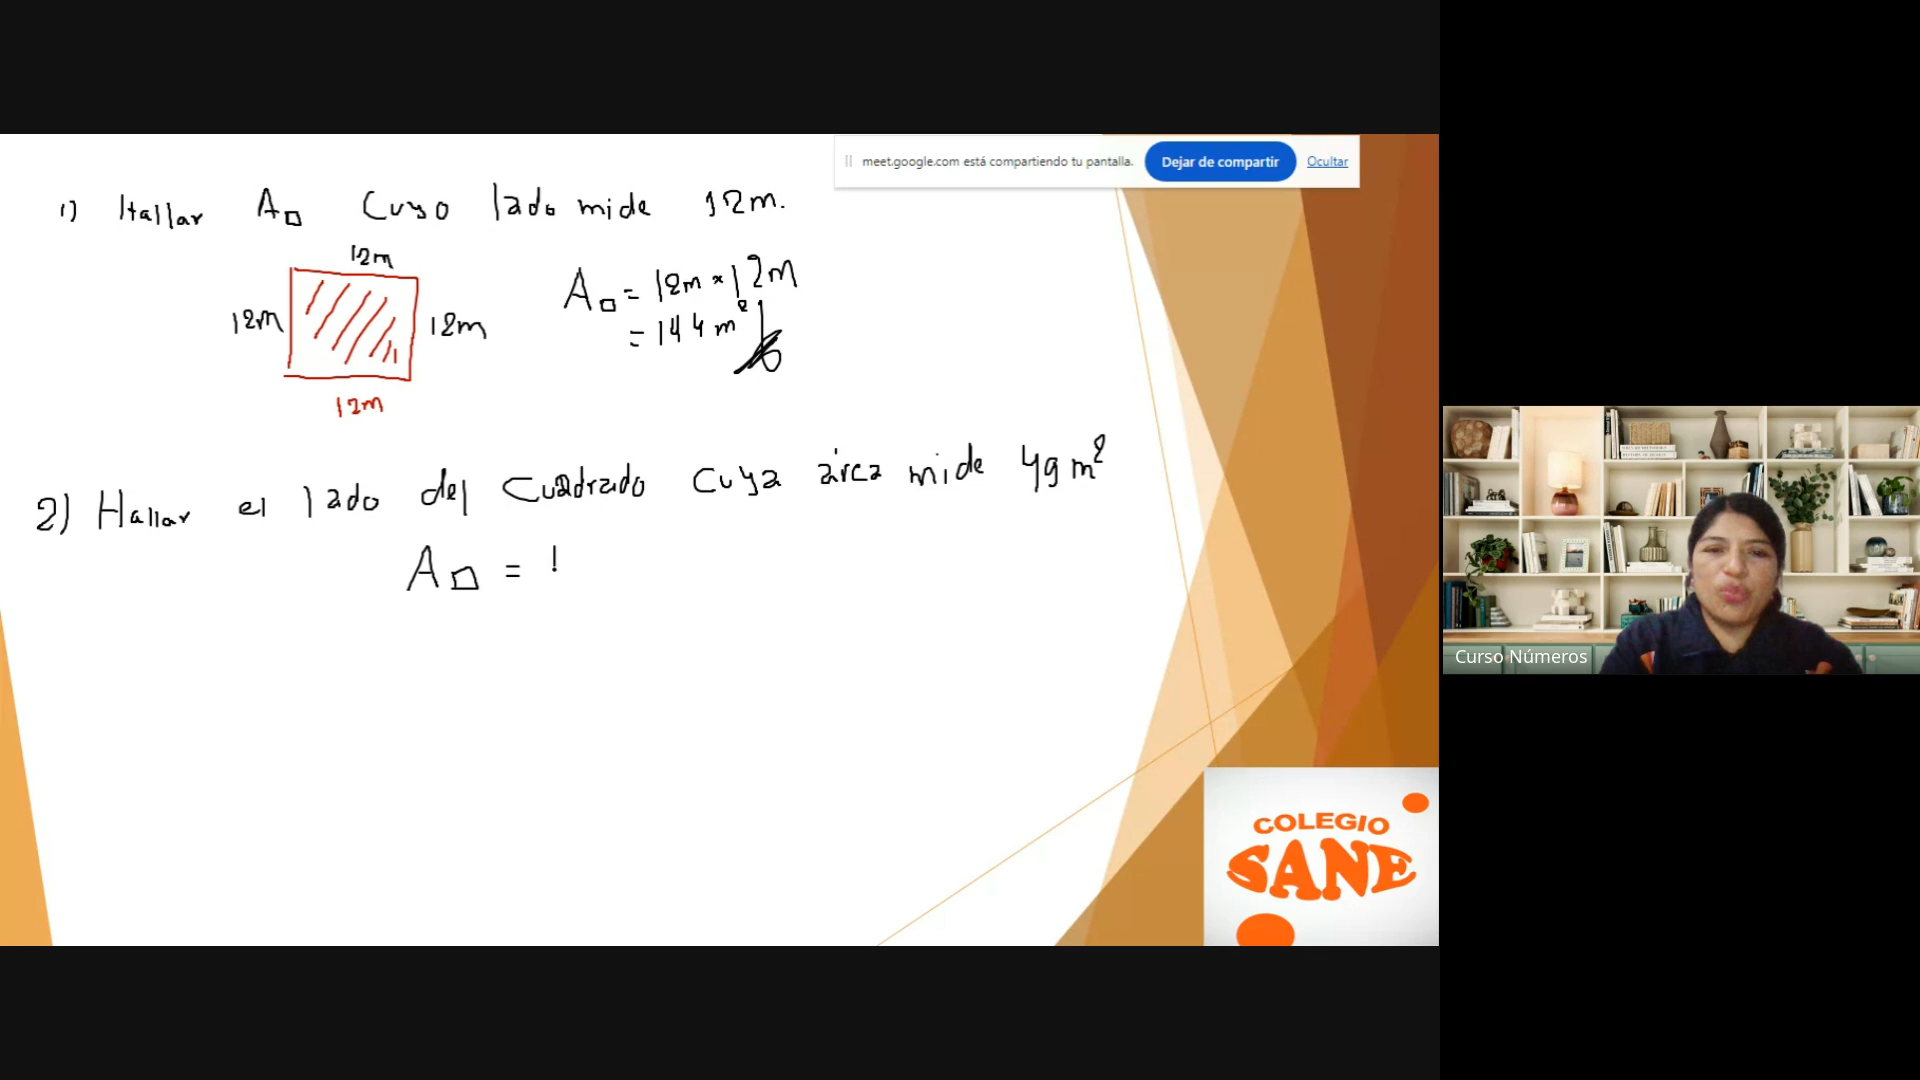 meet.google.com está compartiendo tu pantalla. Dejar de compartir Ocultar
1) Hallar A□ Cuyo lado mide 12m.
12m
12m
12m
12m
A□ = 12m × 12m
= 144 m²
2) Hallar el lado del Cuadrado Cuya área mide 49 m²
A□ = l
COLEGIO
SANE
Curso Números